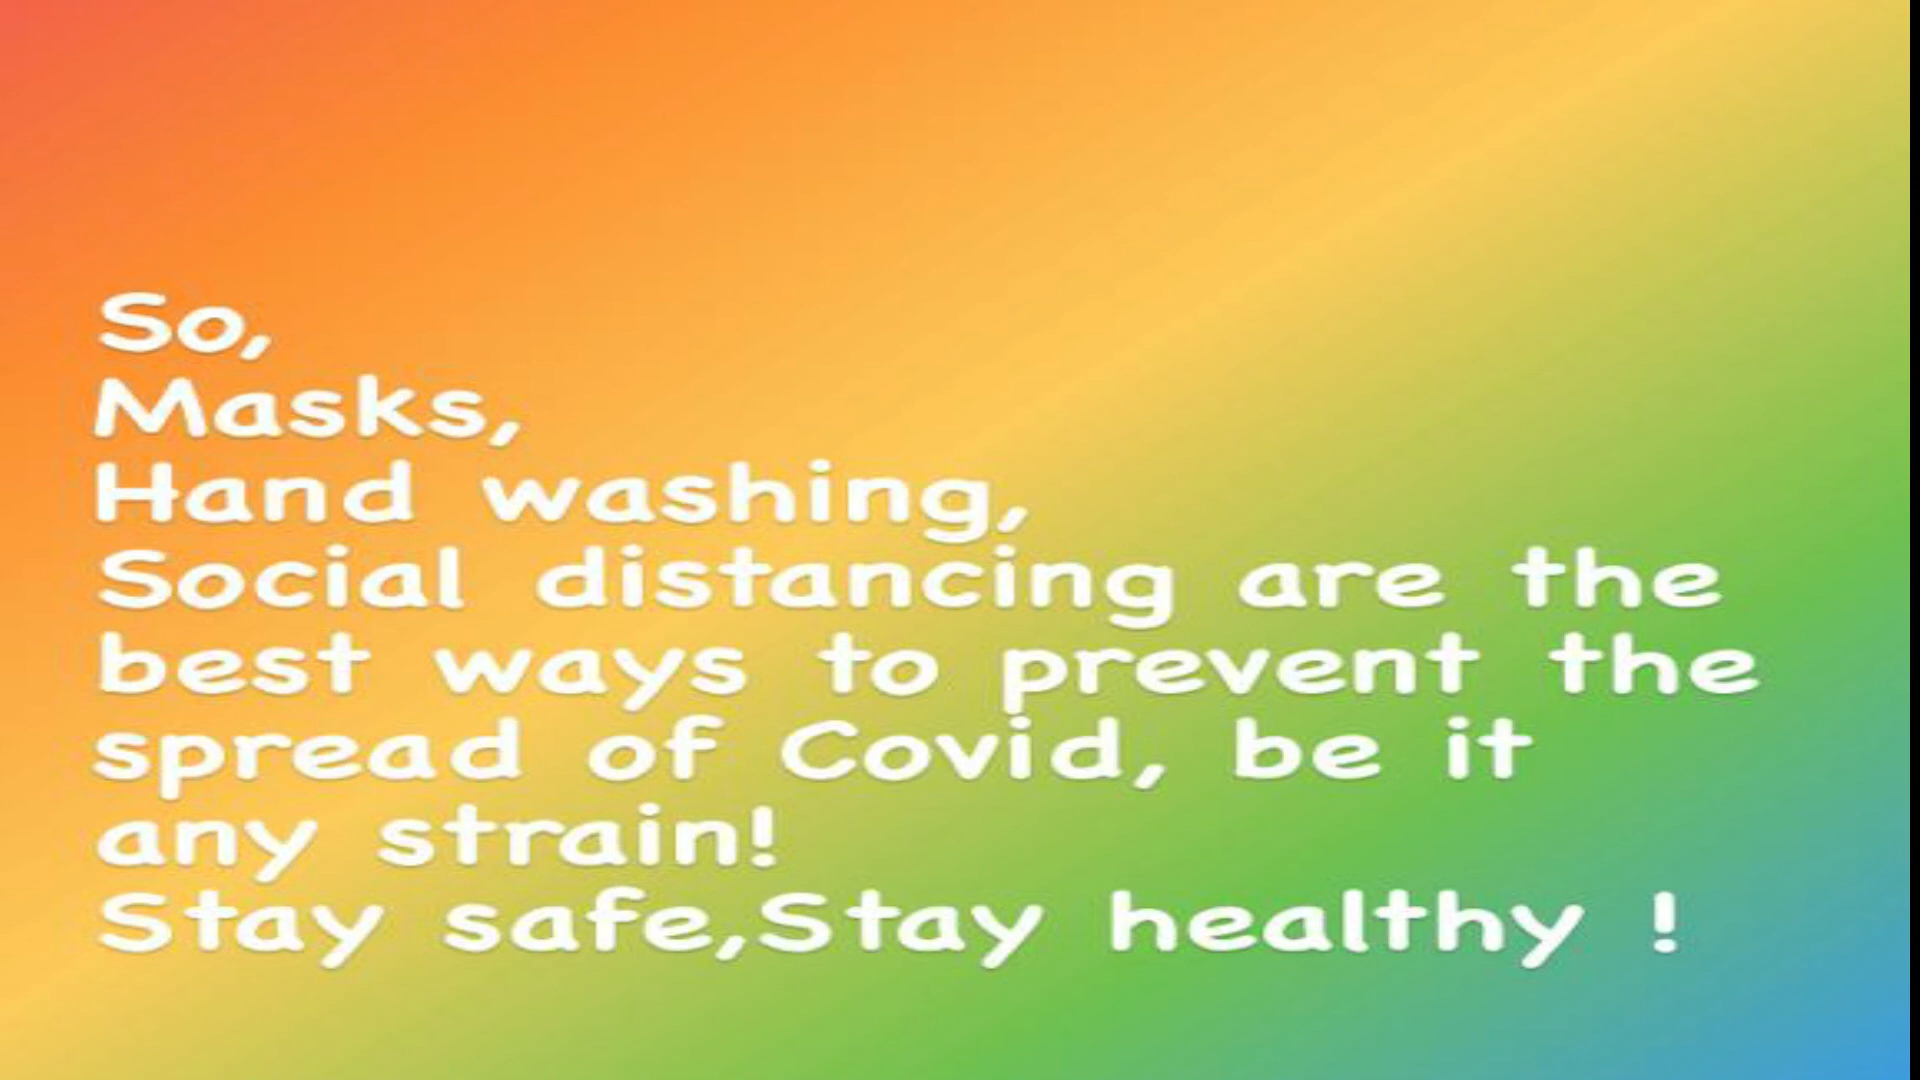 So,
Masks,
Hand washing,
Social distancing are the
best ways to prevent the
spread of Covid, be it
any strain!
Stay safe,Stay healthy !